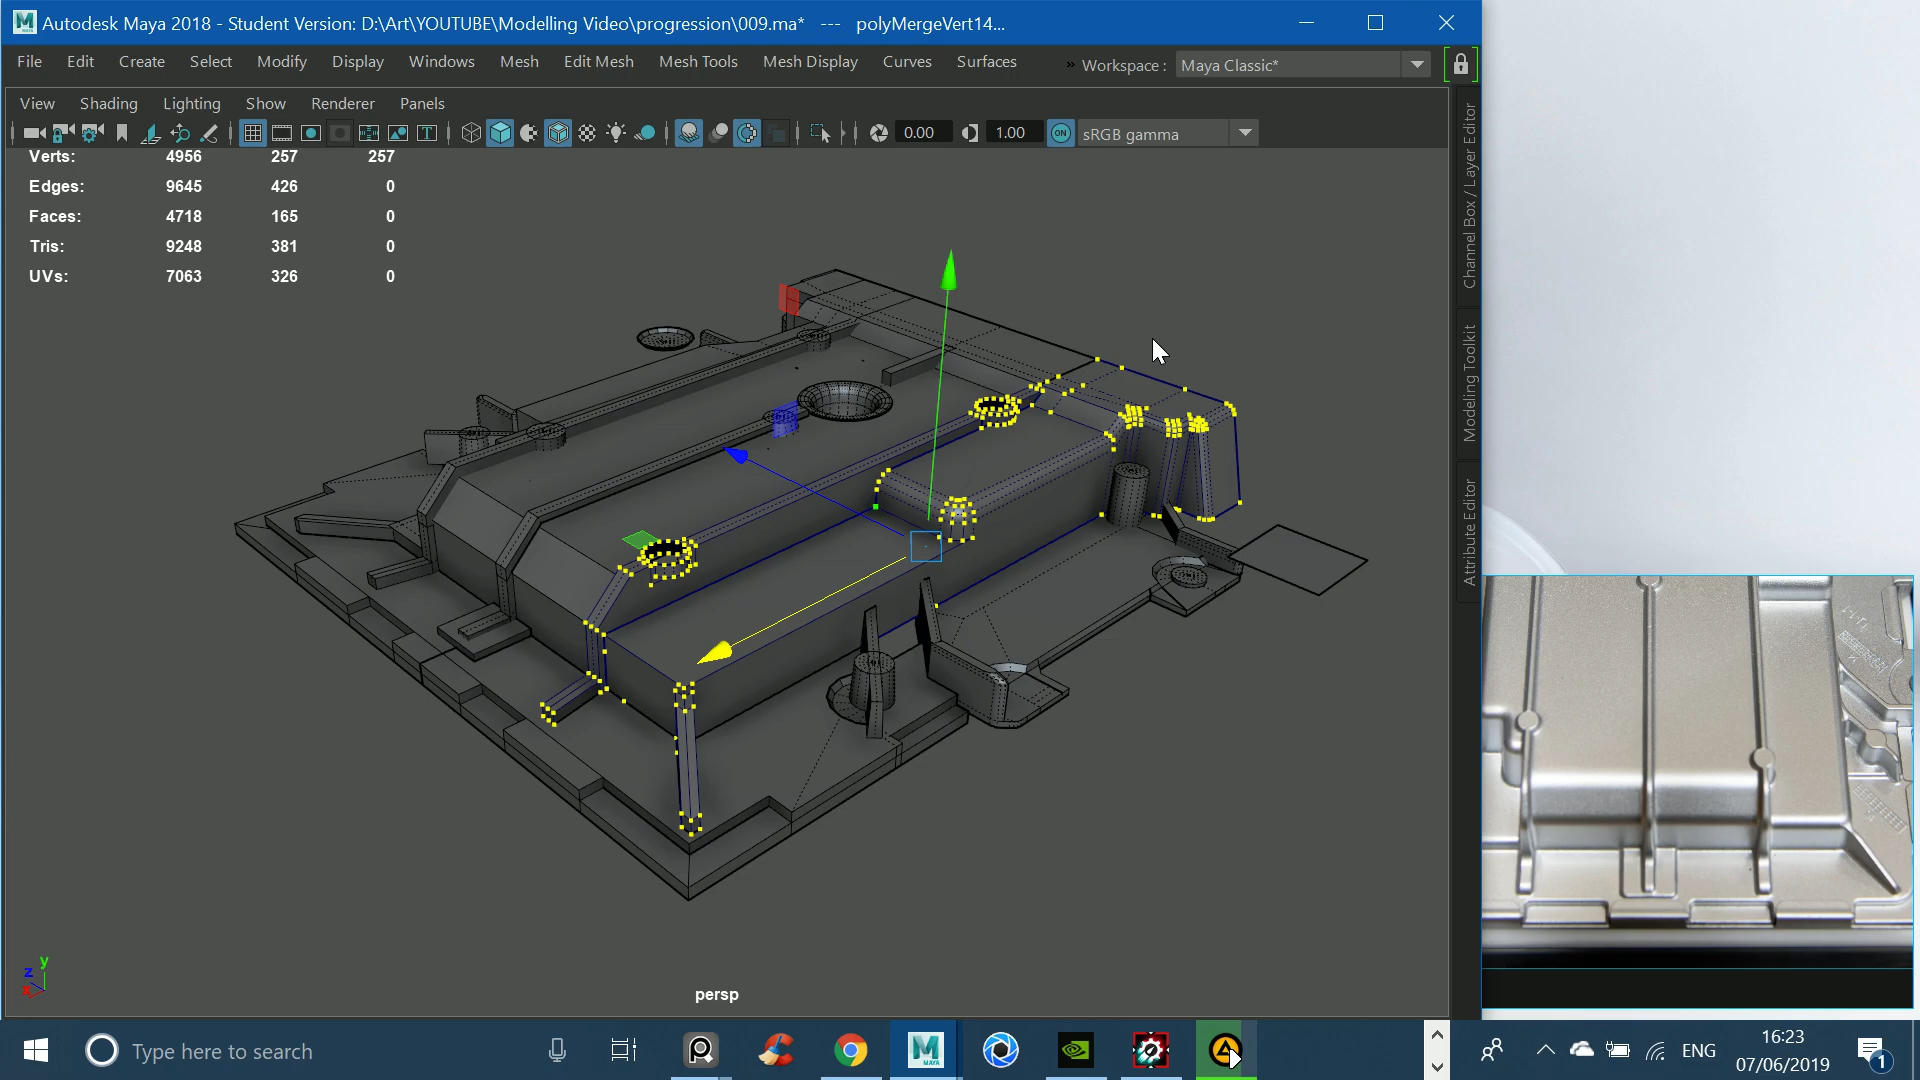 Autodesk Maya 2018 - Student Version: D:\Art\YOUTUBE\Modelling Video\progression\009.ma* --- polyMergeVert14...
File Edit Create Select Modify Display Windows Mesh Edit Mesh Mesh Tools Mesh Display Curves Surfaces » Workspace : Maya Classic*
View Shading Lighting Show Renderer Panels
0.00 1.00 ON sRGB gamma
Verts: 4956 257 257
Edges: 9645 426 0
Faces: 4718 165 0
Tris: 9248 381 0
UVs: 7063 326 0
Channel Box / Layer Editor
Modeling Toolkit
Attribute Editor
y
z
x
persp
Type here to search
MAYA
ENG
16:23
07/06/2019
1